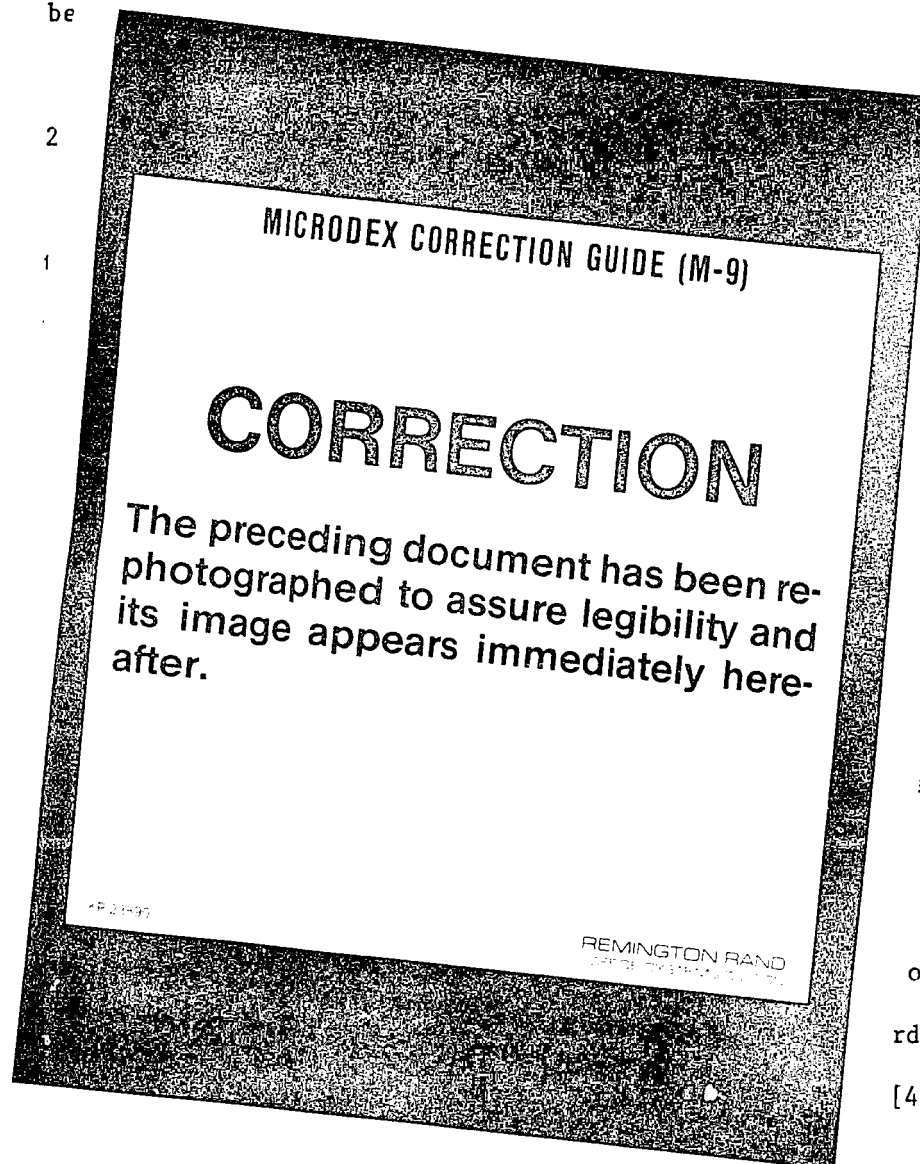 be
2
1
MICRODEX CORRECTION GUIDE (M-9)
CORRECTION
The preceding document has been re-
photographed to assure legibility and
its image appears immediately here-
after.
REMINGTON RAND
o
rd
[4